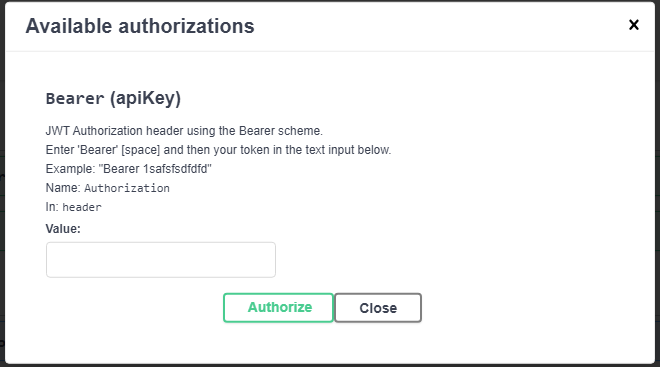 Available authorizations
×
Bearer (apiKey)
JWT Authorization header using the Bearer scheme.
Enter 'Bearer' [space] and then your token in the text input below.
Example: "Bearer 1safsfsdfdfd"
Name: Authorization
In: header
Value:
Authorize Close